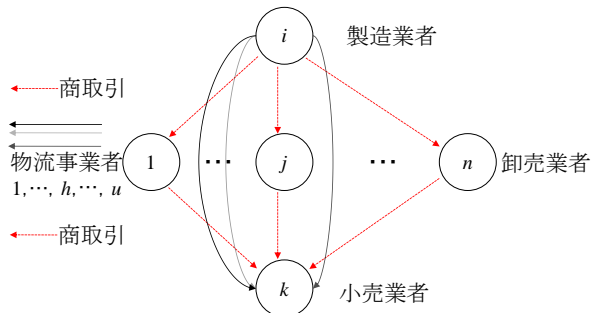 i
製造業者
商取引
物流事業者
1,⋯, h,⋯, u
1
⋯
j
⋯
n
卸売業者
商取引
k
小売業者